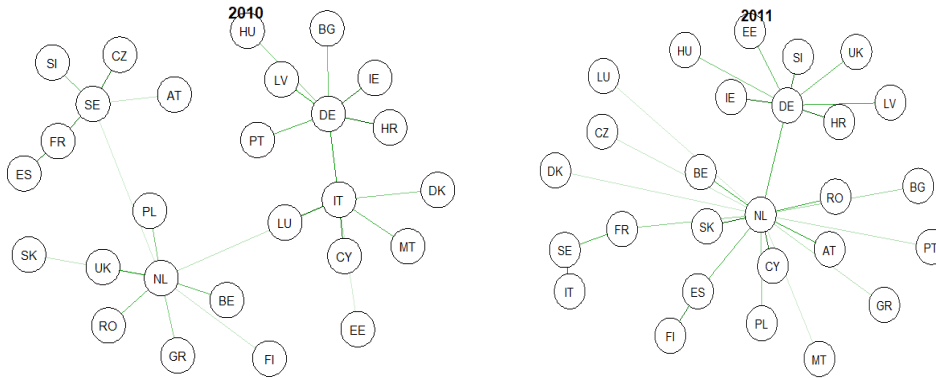 2010
HU
BG
CZ
SI
LV
IE
SE
AT
DE
PT
HR
FR
ES
PL
IT
DK
LU
MT
CY
SK
UK
NL
BE
RO
EE
GR
FI
2011
EE
HU
SI
UK
LU
IE
DE
LV
HR
CZ
DK
BE
RO
BG
NL
SK
FR
SE
AT
PT
CY
IT
ES
GR
FI
PL
MT